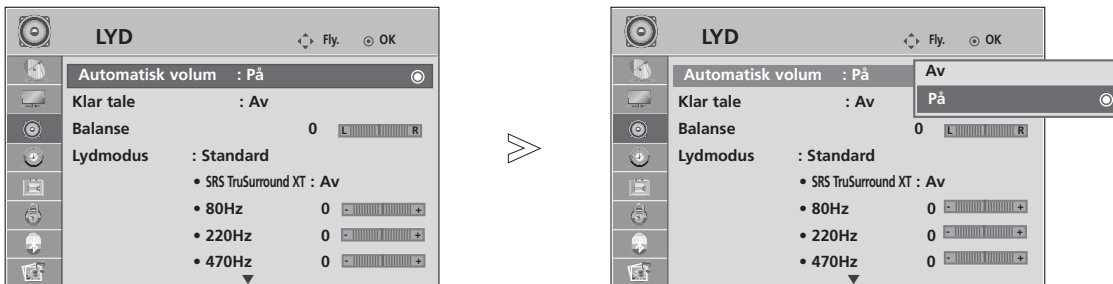 LYD Fly. OK
Automatisk volum : På
Klar tale : Av
Balanse 0 L R
Lydmodus : Standard
• SRS TruSurround XT : Av
• 80Hz 0 - +
• 220Hz 0 - +
• 470Hz 0 - +
LYD Fly. OK
Automatisk volum : På
Av
På
Klar tale : Av
Balanse 0 L R
Lydmodus : Standard
• SRS TruSurround XT : Av
• 80Hz 0 - +
• 220Hz 0 - +
• 470Hz 0 - +